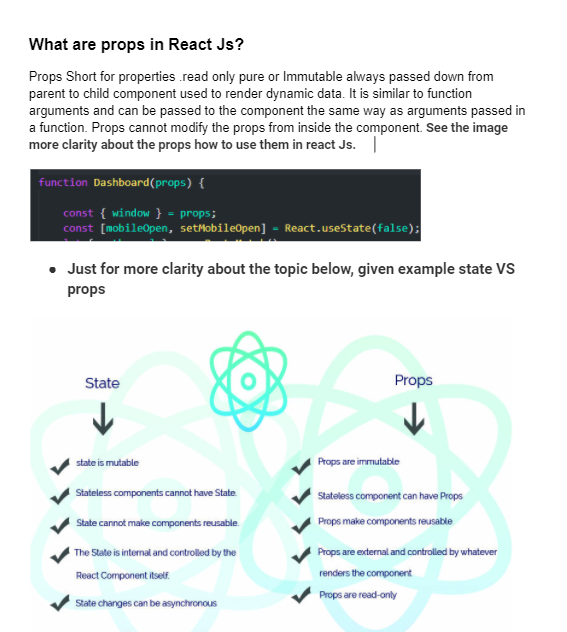 What are props in React Js?
Props Short for properties .read only pure or Immutable always passed down from
parent to child component used to render dynamic data. It is similar to function
arguments and can be passed to the component the same way as arguments passed in
a function. Props cannot modify the props from inside the component. See the image
more clarity about the props how to use them in react Js.
function Dashboard(props) {
const { window } = props;
const [mobileOpen, setMobileOpen] = React.useState(false);
• Just for more clarity about the topic below, given example state VS
props
State
state is mutable
Stateless components cannot have State.
State cannot make components reusable.
The State is internal and controlled by the
React Component itself.
State changes can be asynchronous
Props
Props are immutable
Stateless component can have Props
Props make components reusable
Props are external and controlled by whatever
renders the component
Props are read-only